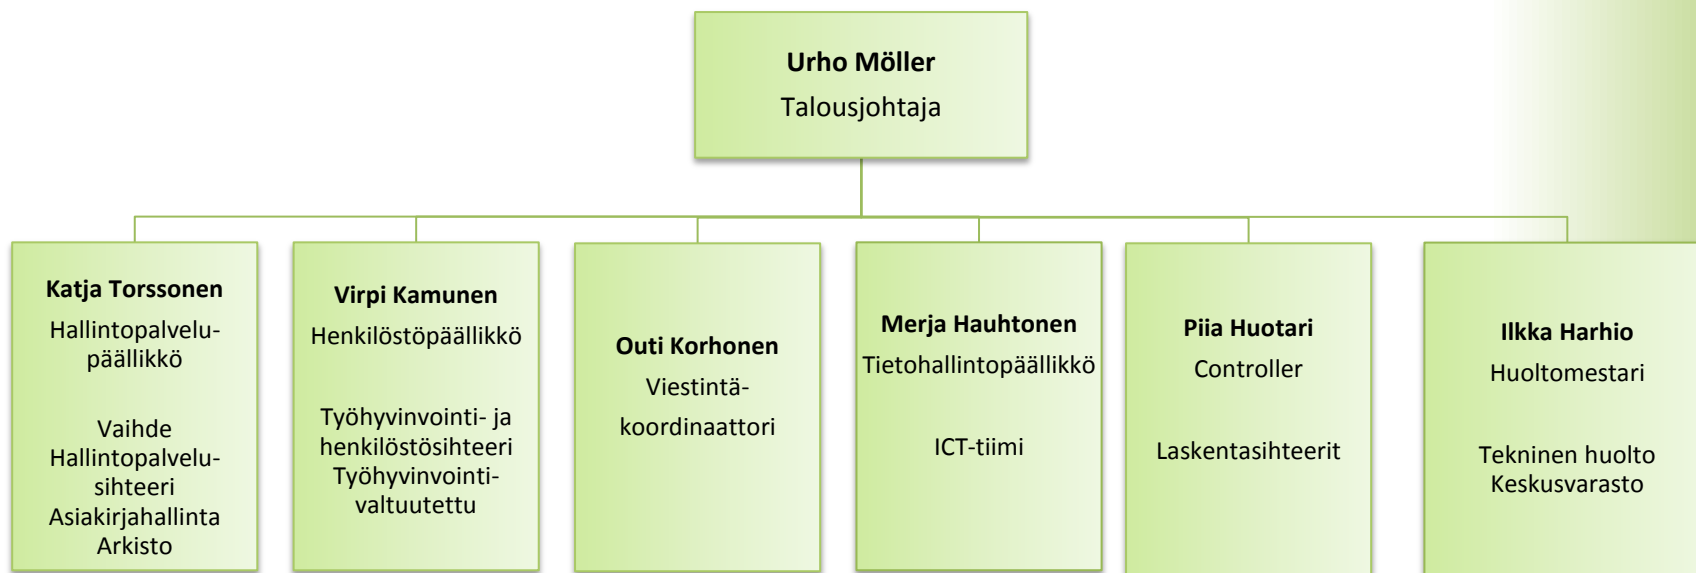 Urho Möller
Talousjohtaja
Katja Torssonen
Hallintopalvelu-
päällikkö
Vaihde
Hallintopalvelu-
sihteeri
Asiakirjahallinta
Arkisto
Virpi Kamunen
Henkilöstöpäällikkö
Työhyvinvointi- ja
henkilöstösihteeri
Työhyvinvointi-
valtuutettu
Outi Korhonen
Viestintä-
koordinaattori
Merja Hauhtonen
Tietohallintopäällikkö
ICT-tiimi
Piia Huotari
Controller
Laskentasihteerit
Ilkka Harhio
Huoltomestari
Tekninen huolto
Keskusvarasto